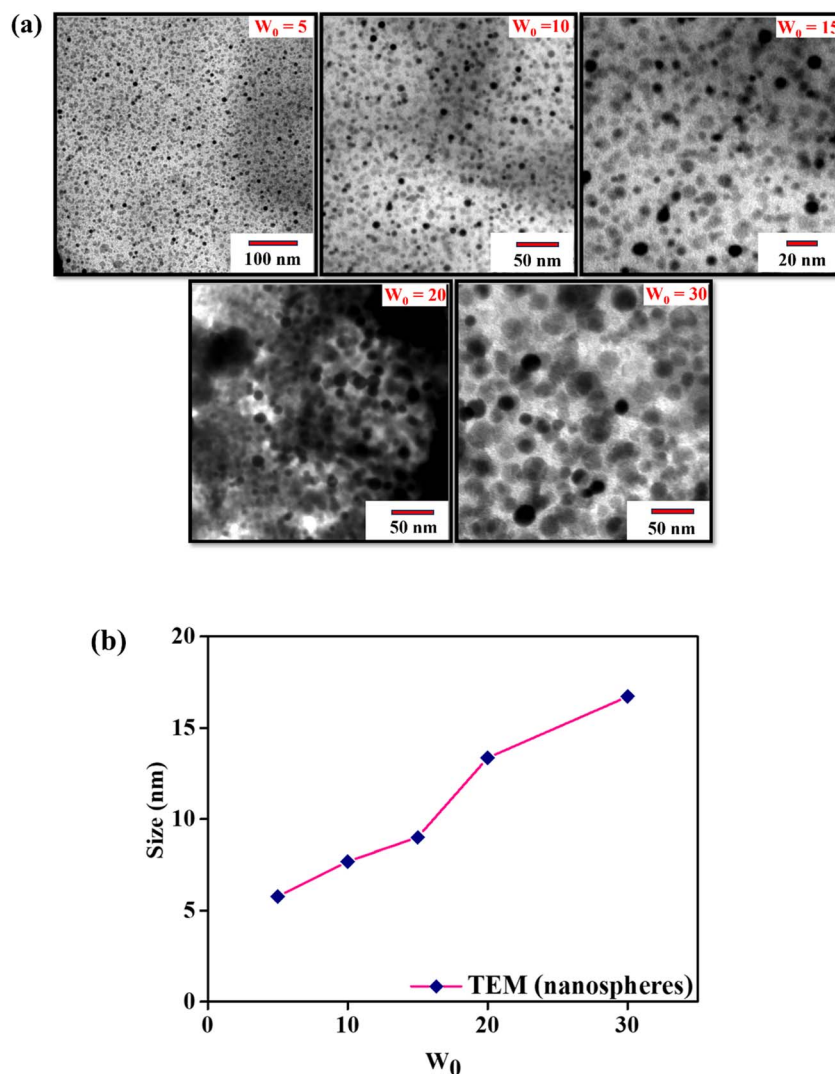 (a)
W₀ = 5
W₀ =10
W₀ = 15
100 nm
50 nm
20 nm
W₀ = 20
W₀ = 30
50 nm
50 nm
(b)
20
15
10
5
0
Size (nm)
TEM (nanospheres)
0 10 20 30
W₀